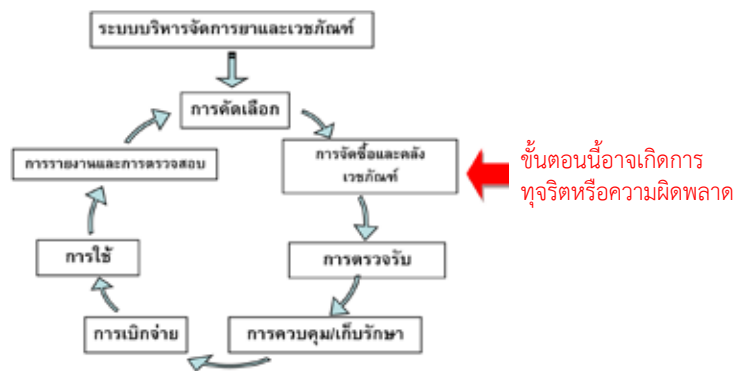 ระบบบริหารจัดการยาและเวชภัณฑ์
การคัดเลือก
การจัดซื้อและคลัง
เวชภัณฑ์
ขั้นตอนนี้อาจเกิดการ
ทุจริตหรือความผิดพลาด
การตรวจรับ
การควบคุม/เก็บรักษา
การเบิกจ่าย
การใช้
การรายงานและการตรวจสอบ